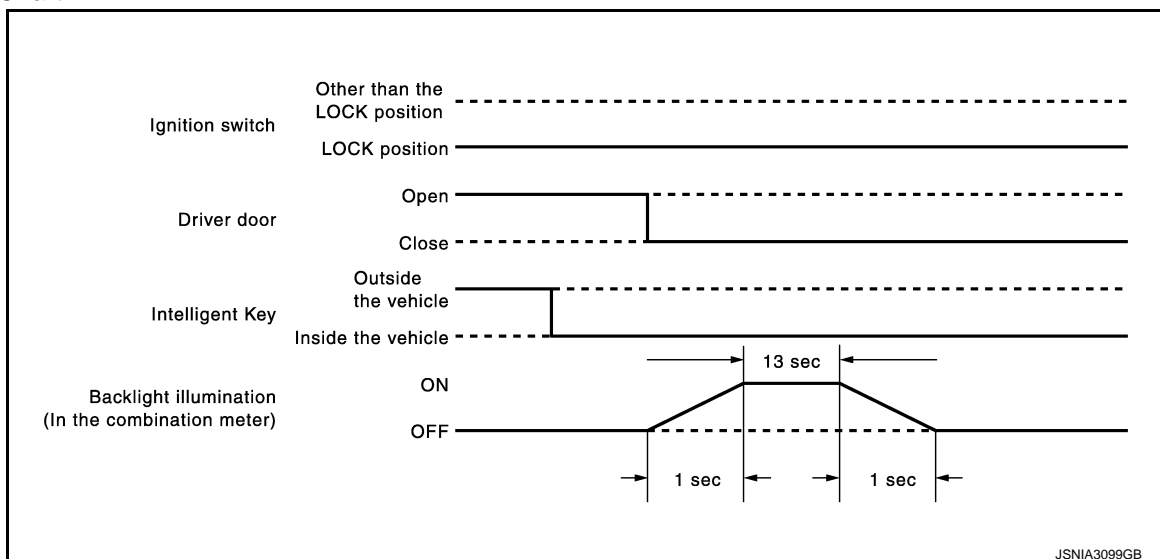 Other than the
LOCK position
Ignition switch
LOCK position
Open
Driver door
Close
Outside
the vehicle
Intelligent Key
Inside the vehicle
13 sec
ON
Backlight illumination
(In the combination meter)
OFF
1 sec
1 sec
JSNIA3099GB